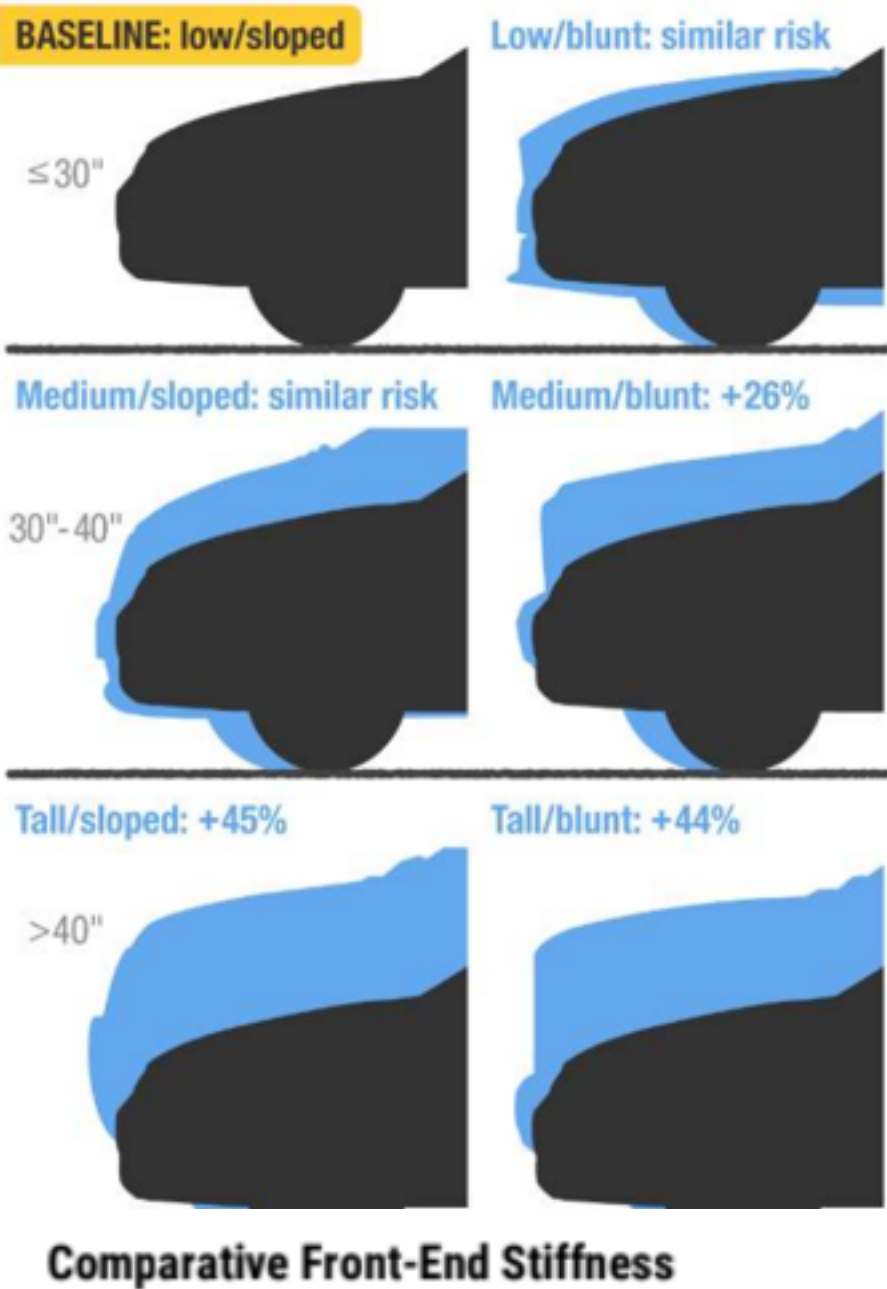 BASELINE: low/sloped
Low/blunt: similar risk
≤30"
Medium/sloped: similar risk
Medium/blunt: +26%
30"-40"
Tall/sloped: +45%
Tall/blunt: +44%
>40"
Comparative Front-End Stiffness